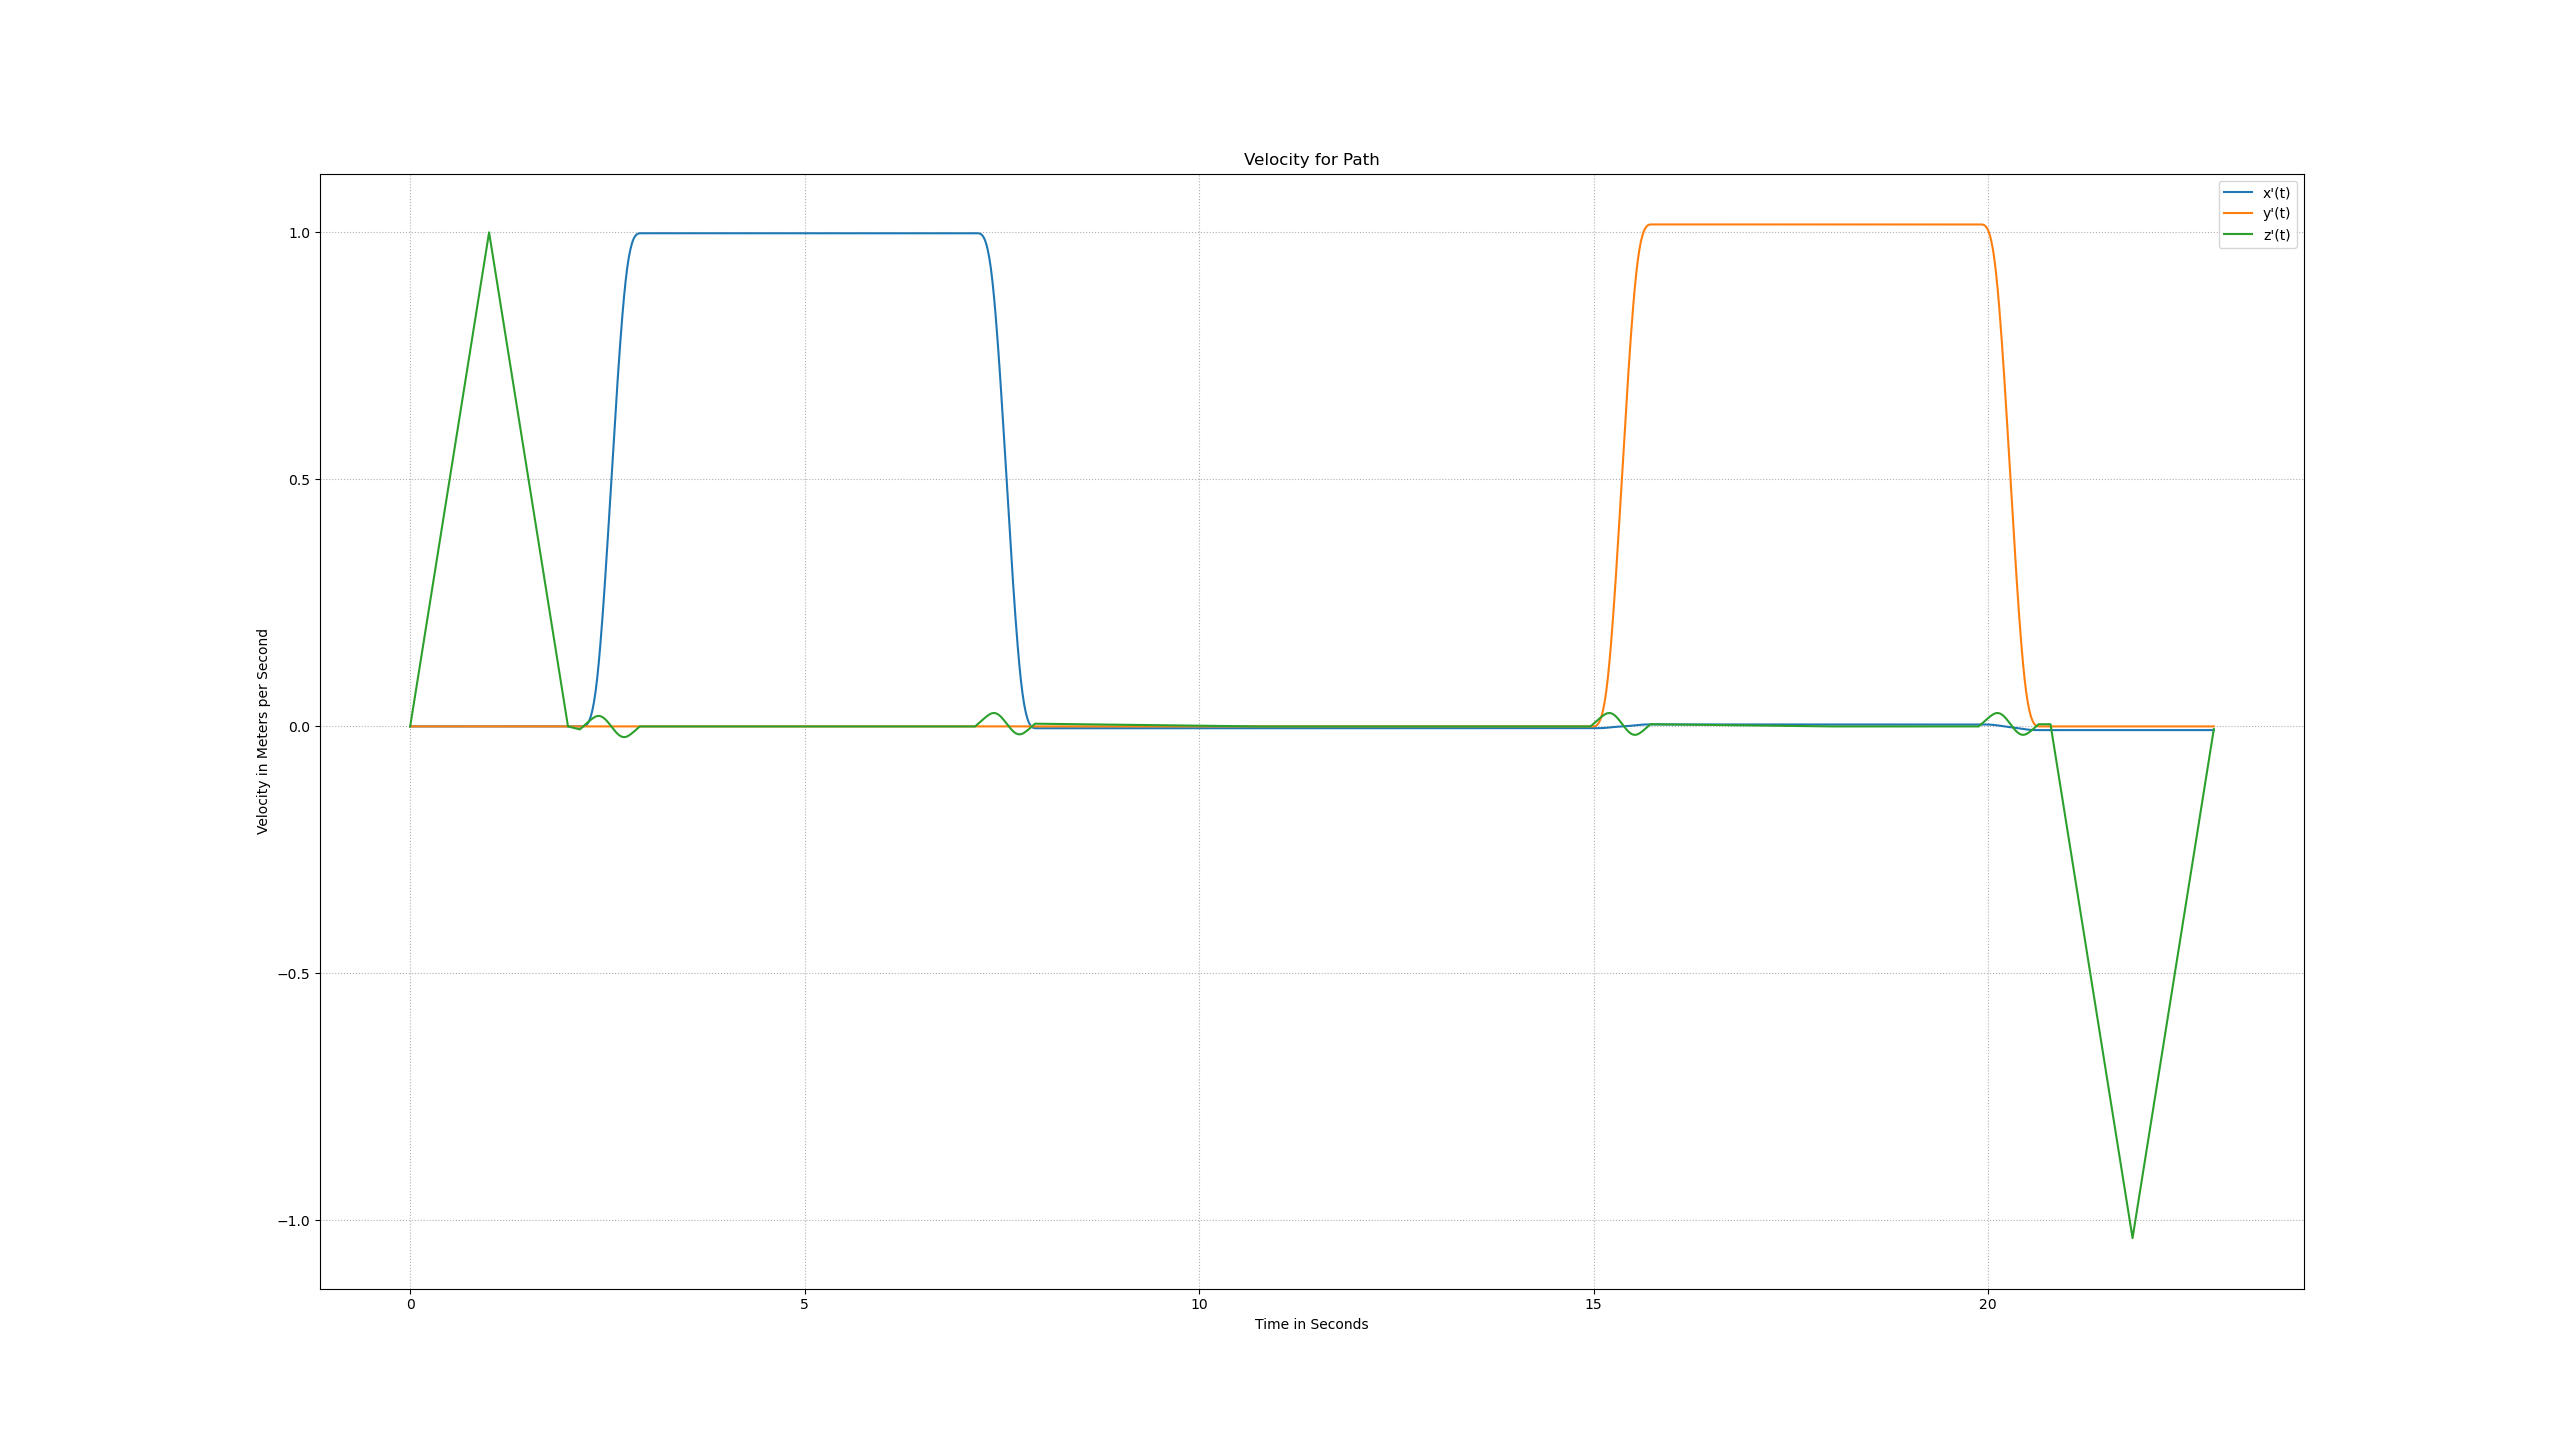 Velocity for Path
x'(t)
y'(t)
z'(t)
1.0
0.5
0.0
−0.5
−1.0
Velocity in Meters per Second
0 5 10 15 20
Time in Seconds